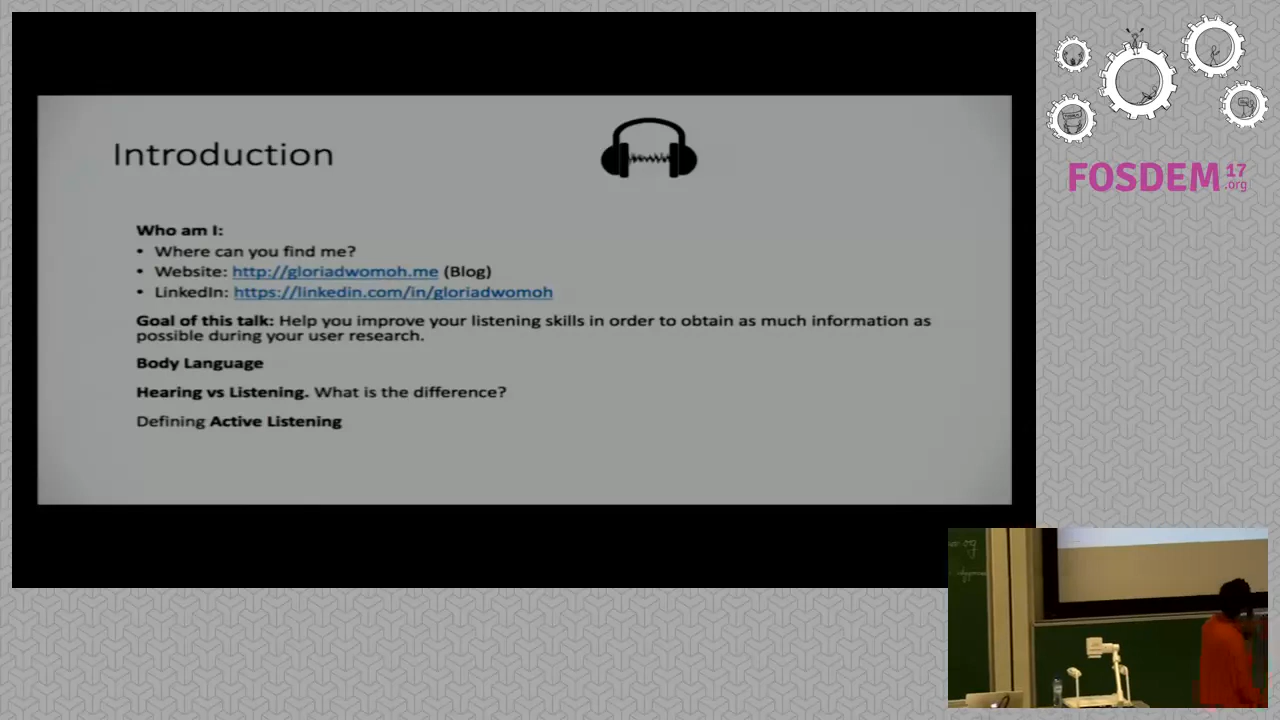 Introduction
Who am I:
• Where can you find me?
• Website: http://gloriadwomoh.me (Blog)
• LinkedIn: https://linkedin.com/in/gloriadwomoh
Goal of this talk: Help you improve your listening skills in order to obtain as much information as
possible during your user research.
Body Language
Hearing vs Listening. What is the difference?
Defining Active Listening
FOSDEM 17
.org